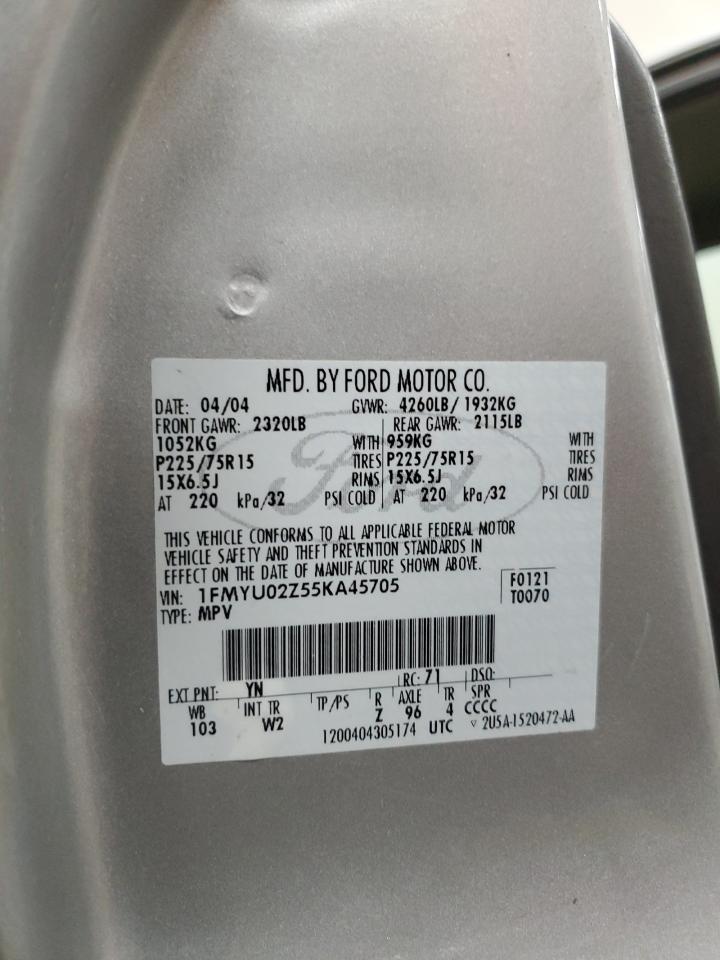 MFD. BY FORD MOTOR CO.
DATE: 04/04 GVWR: 4260LB/ 1932KG
FRONT GAWR: 2320LB REAR GAWR: 2115LB
1052KG WITH 959KG WITH
P225/75R15 TIRES P225/75R15 TIRES
15X6.5J RIMS 15X6.5J RIMS
AT 220 kPa/32 PSI COLD AT 220 kPa/32 PSI COLD
Ford
THIS VEHICLE CONFORMS TO ALL APPLICABLE FEDERAL MOTOR
VEHICLE SAFETY AND THEFT PREVENTION STANDARDS IN
EFFECT ON THE DATE OF MANUFACTURE SHOWN ABOVE.
VIN: 1FMYU02Z55KA45705 F0121
TYPE: MPV T0070
EXT PNT: YN RC: 71 DSO:
WB INT TR TP/PS R AXLE TR SPR
103 W2 Z 96 4 CCCC
1200404305174 UTC ▽ 2U5A-1520472-AA